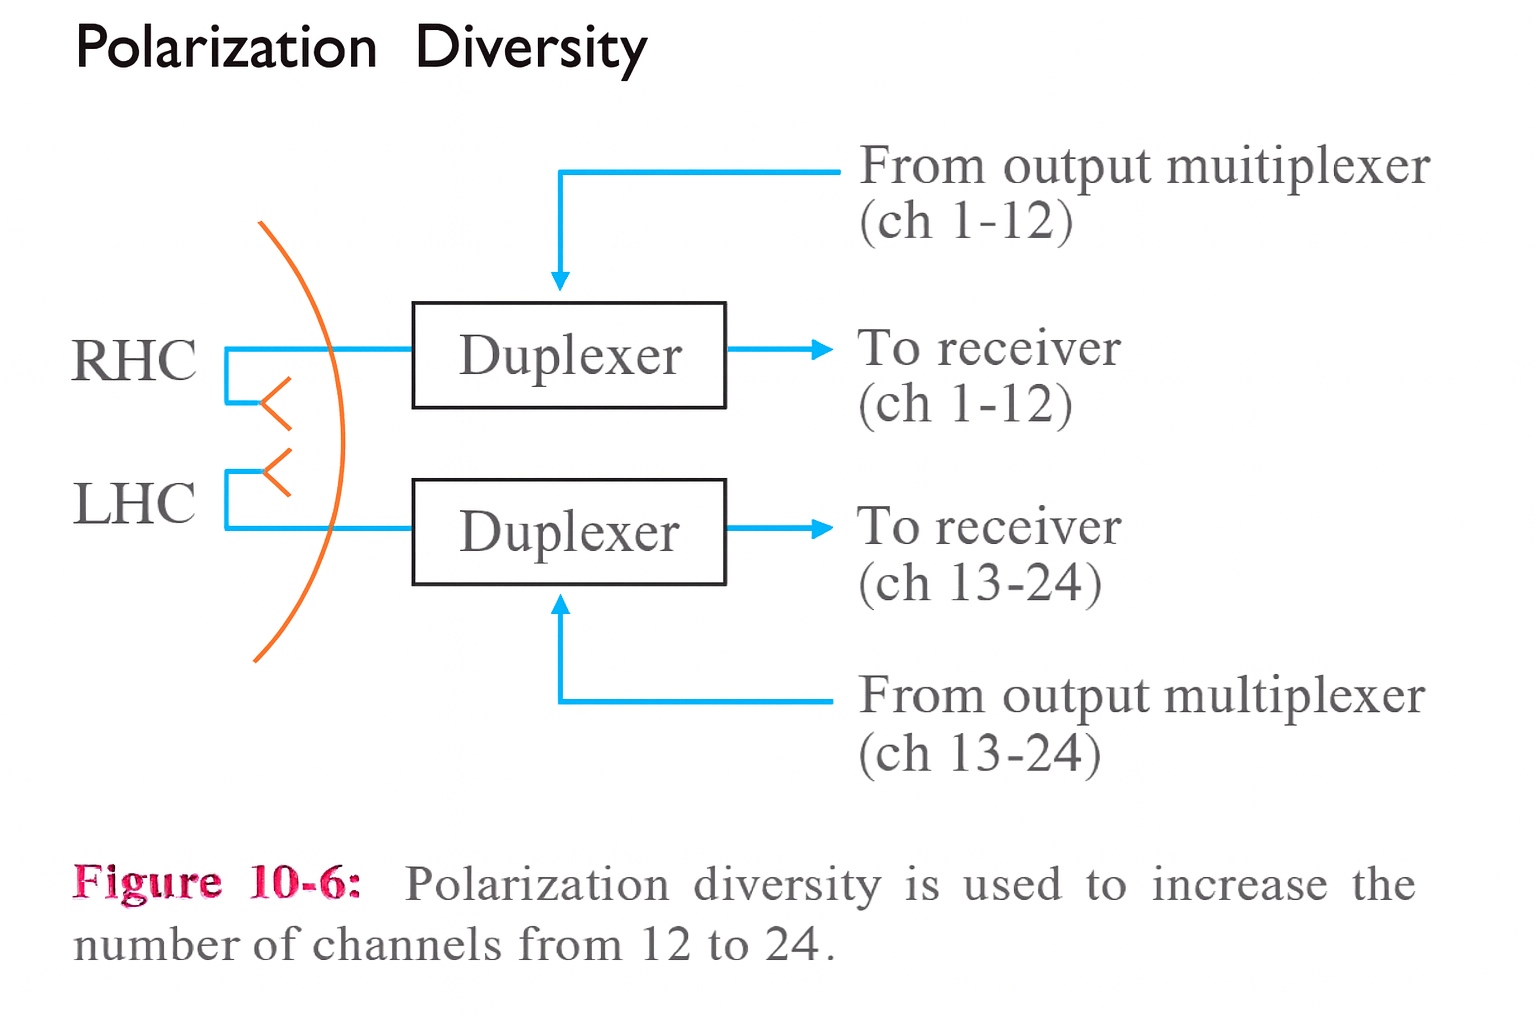 Polarization Diversity
From output muitiplexer
(ch 1-12)
RHC
Duplexer
To receiver
(ch 1-12)
LHC
Duplexer
To receiver
(ch 13-24)
From output multiplexer
(ch 13-24)
Figure 10-6: Polarization diversity is used to increase the
number of channels from 12 to 24.